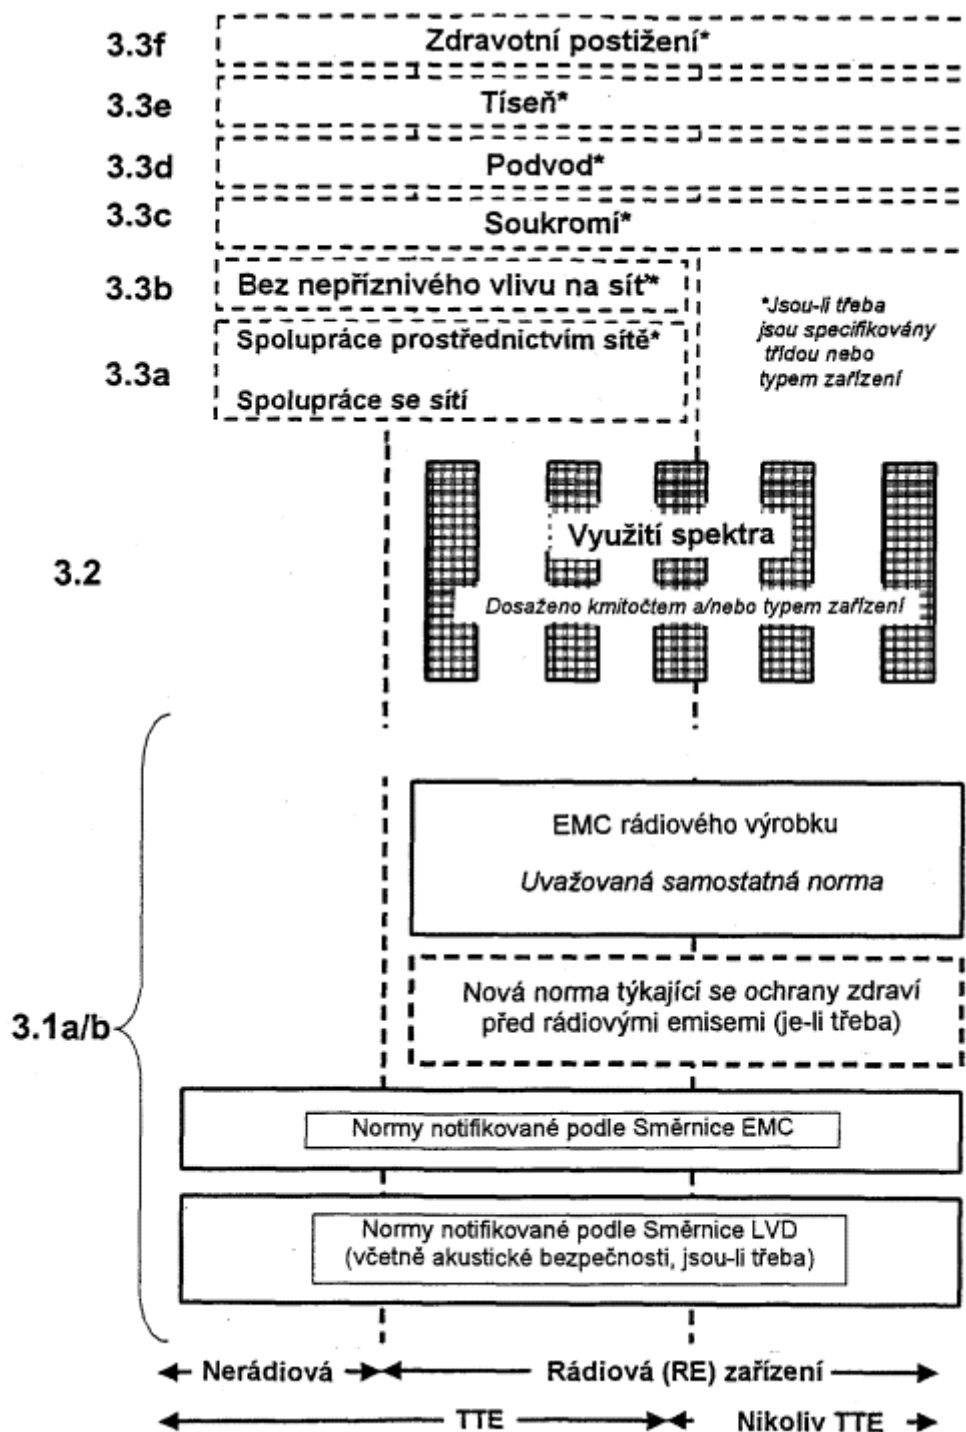 3.3f Zdravotní postižení*
3.3e Tíseň*
3.3d Podvod*
3.3c Soukromí*
3.3b Bez nepříznivého vlivu na síť*
3.3a Spolupráce prostřednictvím sítě*
Spolupráce se sítí
*Jsou-li třeba
jsou specifikovány
třídou nebo
typem zařízení
3.2 Využití spektra
Dosaženo kmitočtem a/nebo typem zařízení
EMC rádiového výrobku
Uvažovaná samostatná norma
3.1a/b
Nová norma týkající se ochrany zdraví
před rádiovými emisemi (je-li třeba)
Normy notifikované podle Směrnice EMC
Normy notifikované podle Směrnice LVD
(včetně akustické bezpečnosti, jsou-li třeba)
Nerádiová Rádiová (RE) zařízení
TTE Nikoliv TTE